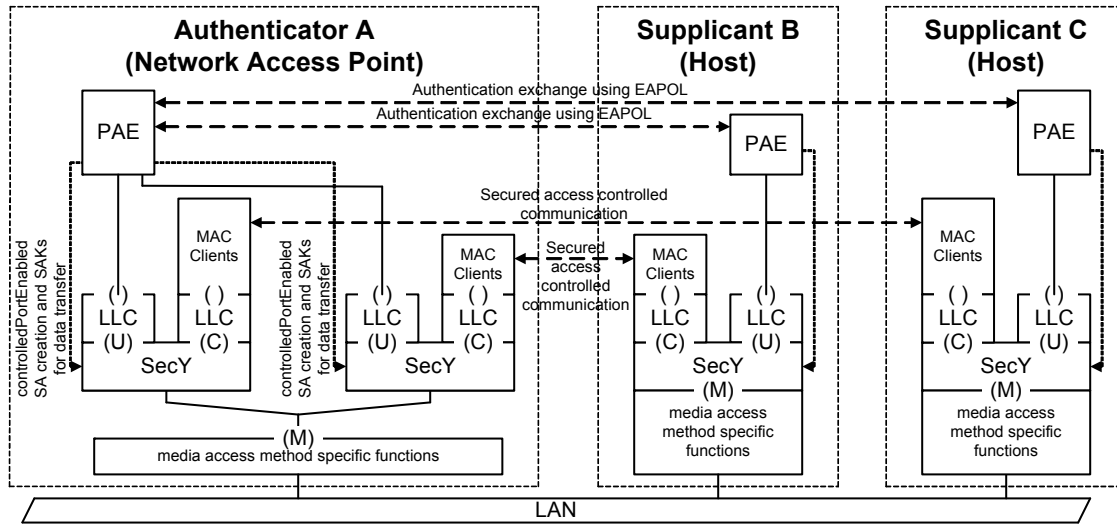 Authenticator A
(Network Access Point)
Supplicant B
(Host)
Supplicant C
(Host)
Authentication exchange using EAPOL
Authentication exchange using EAPOL
PAE
PAE
PAE
Secured access controlled
communication
Secured
access
controlled
communication
MAC
Clients
MAC
Clients
MAC
Clients
MAC
Clients
controlledPortEnabled
SA creation and SAKs
for data transfer
controlledPortEnabled
SA creation and SAKs
for data transfer
( )
( )
( )
( )
( )
( )
( )
( )
LLC
LLC
LLC
LLC
LLC
LLC
LLC
LLC
(U)
(C)
(U)
(C)
(C)
(U)
(C)
(U)
SecY
SecY
SecY
SecY
(M)
(M)
(M)
media access method specific functions
media access
method specific
functions
media access
method specific
functions
LAN